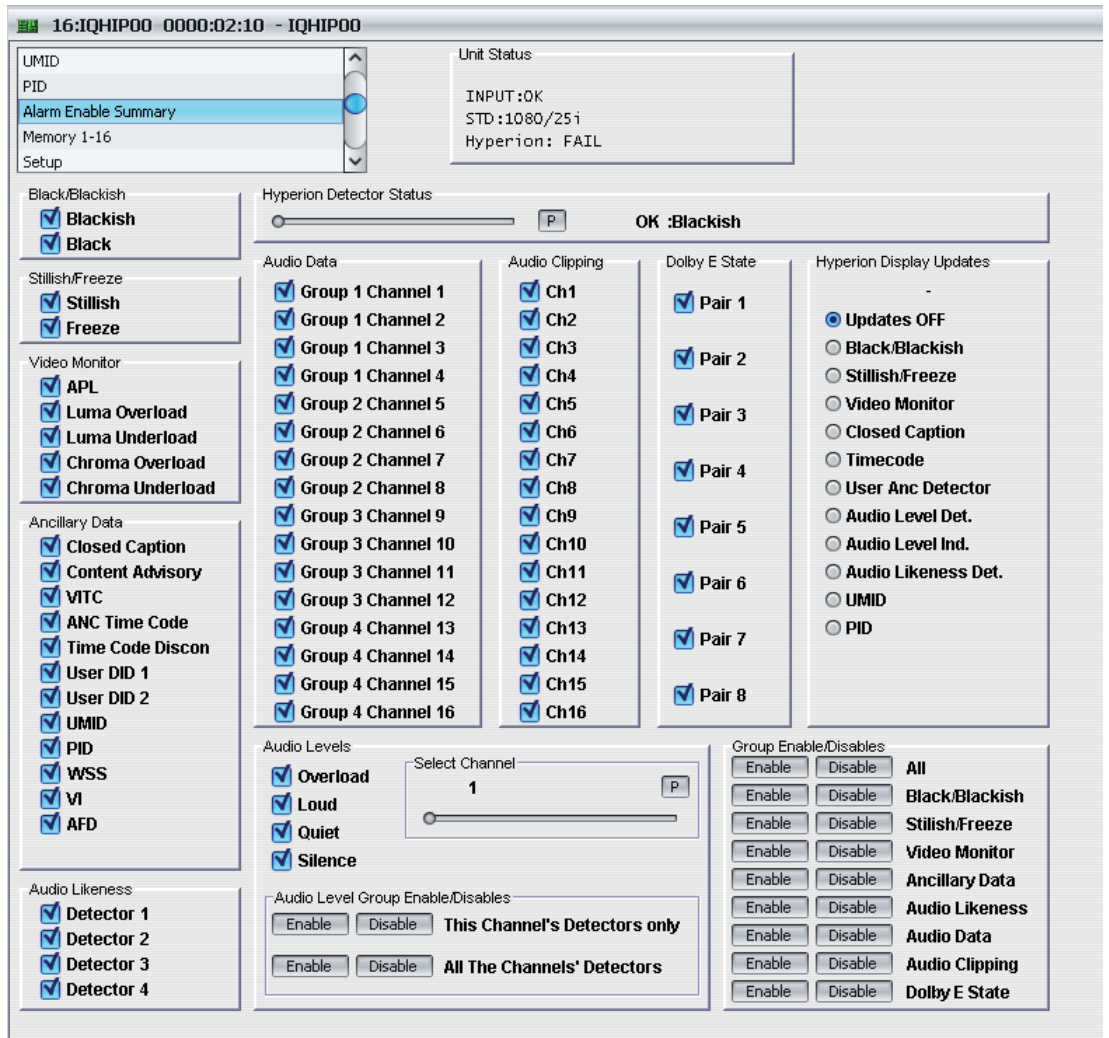 16:IQHIP00 0000:02:10 - IQHIP00
UMID
PID
Alarm Enable Summary
Memory 1-16
Setup
Unit Status
INPUT:OK
STD:1080/25i
Hyperion: FAIL
Black/Blackish
Blackish
Black
Stillish/Freeze
Stillish
Freeze
Video Monitor
APL
Luma Overload
Luma Underload
Chroma Overload
Chroma Underload
Ancillary Data
Closed Caption
Content Advisory
VITC
ANC Time Code
Time Code Discon
User DID 1
User DID 2
UMID
PID
WSS
VI
AFD
Audio Likeness
Detector 1
Detector 2
Detector 3
Detector 4
Hyperion Detector Status
P
OK :Blackish
Audio Data
Group 1 Channel 1
Group 1 Channel 2
Group 1 Channel 3
Group 1 Channel 4
Group 2 Channel 5
Group 2 Channel 6
Group 2 Channel 7
Group 2 Channel 8
Group 3 Channel 9
Group 3 Channel 10
Group 3 Channel 11
Group 3 Channel 12
Group 4 Channel 13
Group 4 Channel 14
Group 4 Channel 15
Group 4 Channel 16
Audio Clipping
Ch1
Ch2
Ch3
Ch4
Ch5
Ch6
Ch7
Ch8
Ch9
Ch10
Ch11
Ch12
Ch13
Ch14
Ch15
Ch16
Dolby E State
Pair 1
Pair 2
Pair 3
Pair 4
Pair 5
Pair 6
Pair 7
Pair 8
Hyperion Display Updates
-
Updates OFF
Black/Blackish
Stillish/Freeze
Video Monitor
Closed Caption
Timecode
User Anc Detector
Audio Level Det.
Audio Level Ind.
Audio Likeness Det.
UMID
PID
Audio Levels
Overload
Loud
Quiet
Silence
Select Channel
1
P
Audio Level Group Enable/Disables
Enable Disable This Channel's Detectors only
Enable Disable All The Channels' Detectors
Group Enable/Disables
Enable Disable All
Enable Disable Black/Blackish
Enable Disable Stilish/Freeze
Enable Disable Video Monitor
Enable Disable Ancillary Data
Enable Disable Audio Likeness
Enable Disable Audio Data
Enable Disable Audio Clipping
Enable Disable Dolby E State